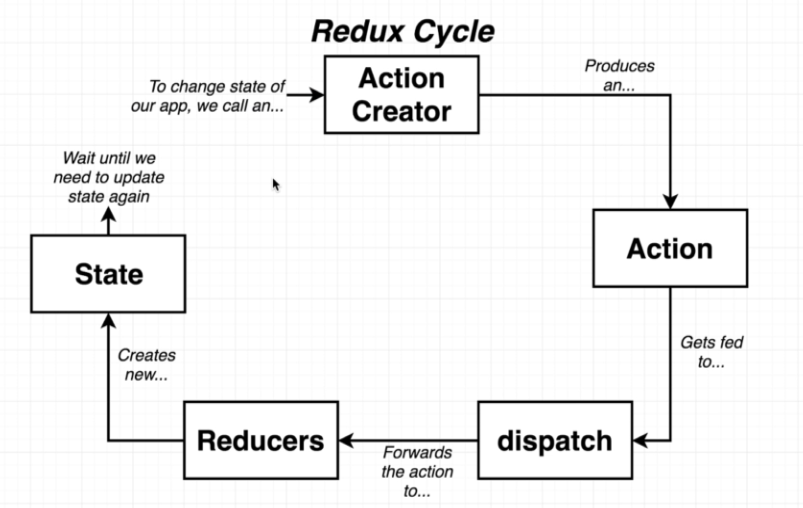 Redux Cycle
To change state of
our app, we call an...
Action
Creator
Produces
an...
Wait until we
need to update
state again
State
Action
Creates
new...
Gets fed
to...
Reducers
Forwards
the action
to...
dispatch